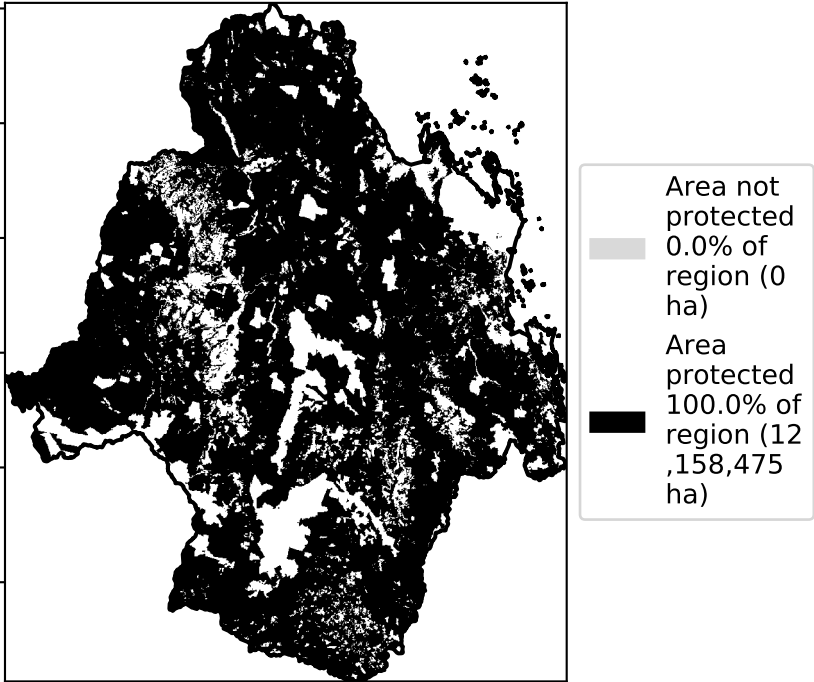 Area not
protected
0.0% of
region (0
ha)
Area
protected
100.0% of
region (12
,158,475
ha)